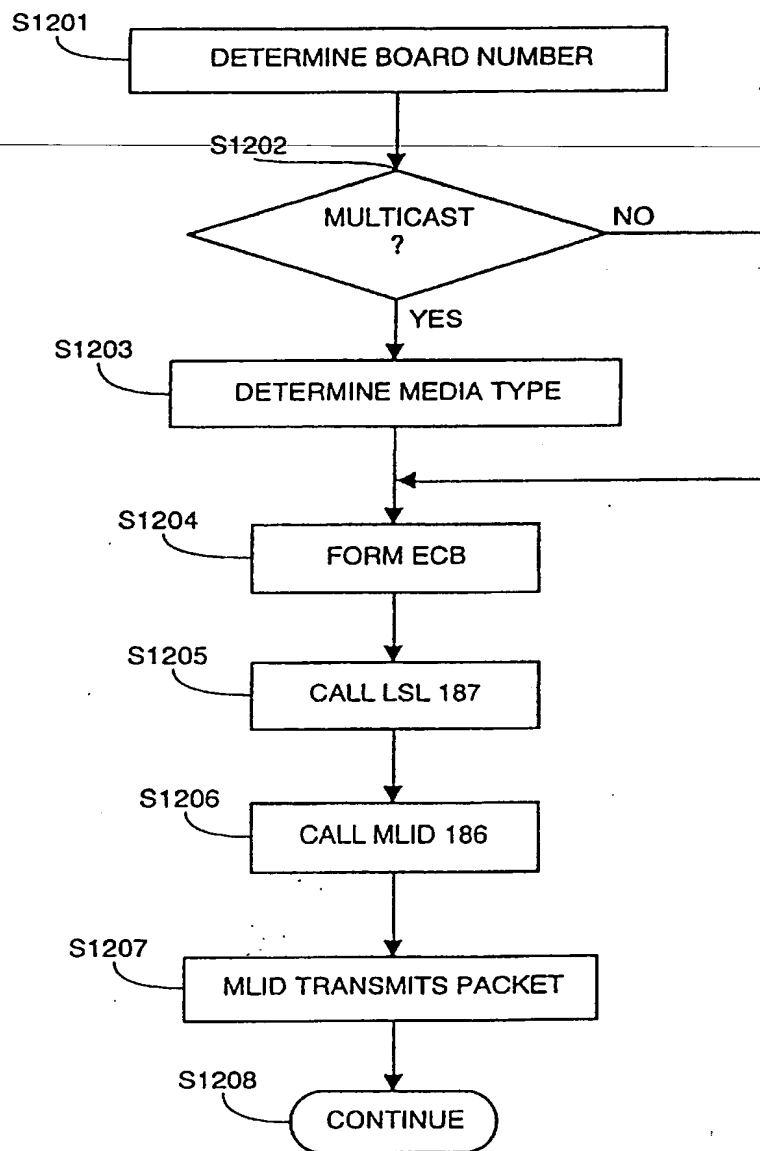 S1201
DETERMINE BOARD NUMBER
S1202
MULTICAST
?
NO
YES
S1203
DETERMINE MEDIA TYPE
S1204
FORM ECB
S1205
CALL LSL 187
S1206
CALL MLID 186
S1207
MLID TRANSMITS PACKET
S1208
CONTINUE